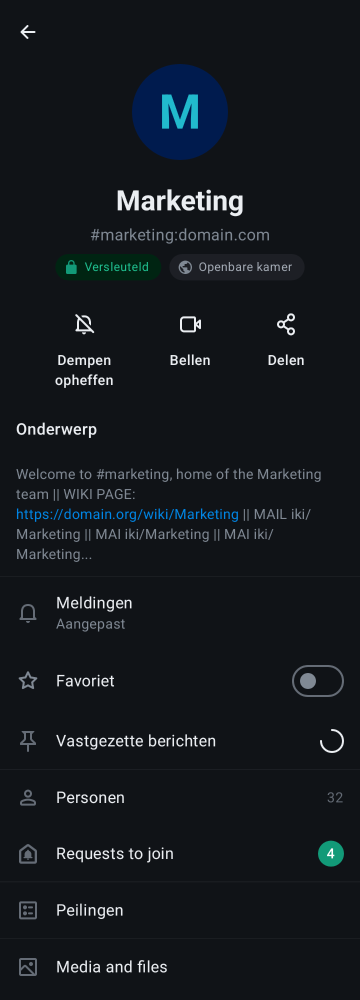 M
Marketing
#marketing:domain.com
Versleuteld
Openbare kamer
Dempen
opheffen
Bellen
Delen
Onderwerp
Welcome to #marketing, home of the Marketing
team || WIKI PAGE:
https://domain.org/wiki/Marketing || MAIL iki/
Marketing || MAI iki/Marketing || MAI iki/
Marketing...
Meldingen
Aangepast
Favoriet
Vastgezette berichten
Personen 32
Requests to join 4
Peilingen
Media and files